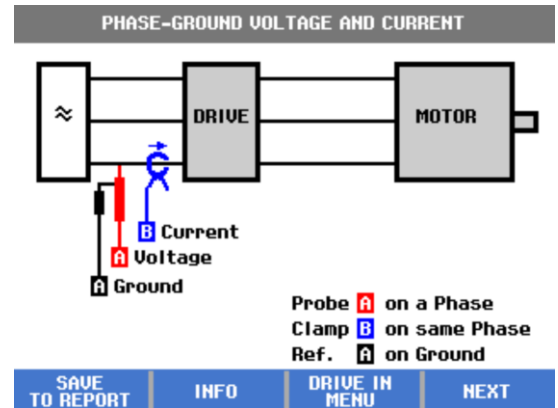 PHASE-GROUND VOLTAGE AND CURRENT
≈
DRIVE
MOTOR
B Current
A Voltage
A Ground
Probe A on a Phase
Clamp B on same Phase
Ref. A on Ground
SAVE TO REPORT
INFO
DRIVE IN MENU
NEXT